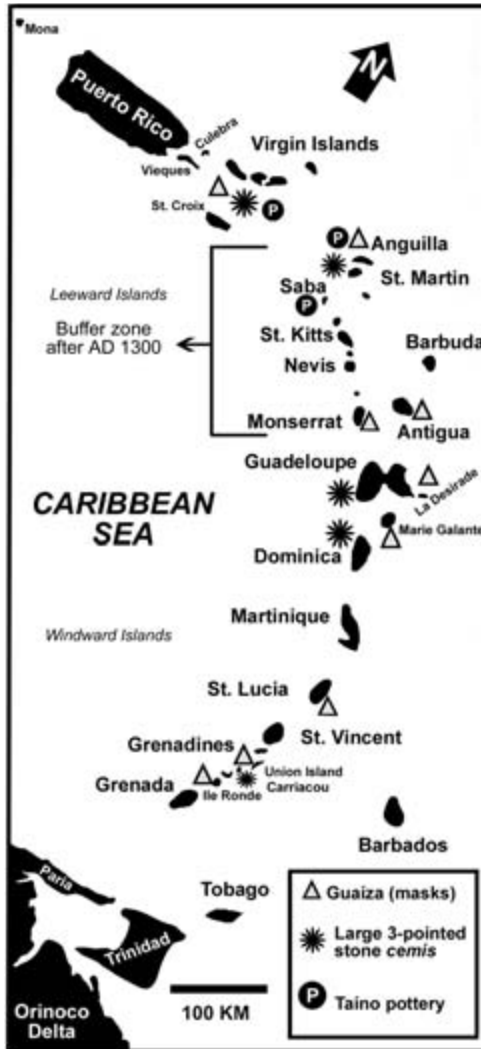 Mona
N
Puerto Rico
Culebra
Virgin Islands
Vieques
St. Croix
P
P
Anguilla
Leeward Islands
Saba
St. Martin
P
Buffer zone
after AD 1300
St. Kitts
Barbuda
Nevis
Monserrat
Antigua
Guadeloupe
La Desirade
CARIBBEAN
SEA
Marie Galante
Dominica
Martinique
Windward Islands
St. Lucia
St. Vincent
Grenadines
Union Island
Carriacou
Grenada
Ile Ronde
Barbados
Paria
Tobago
Trinidad
Orinoco
Delta
100 KM
Guaiza (masks)
Large 3-pointed
stone cemis
P
Taino pottery